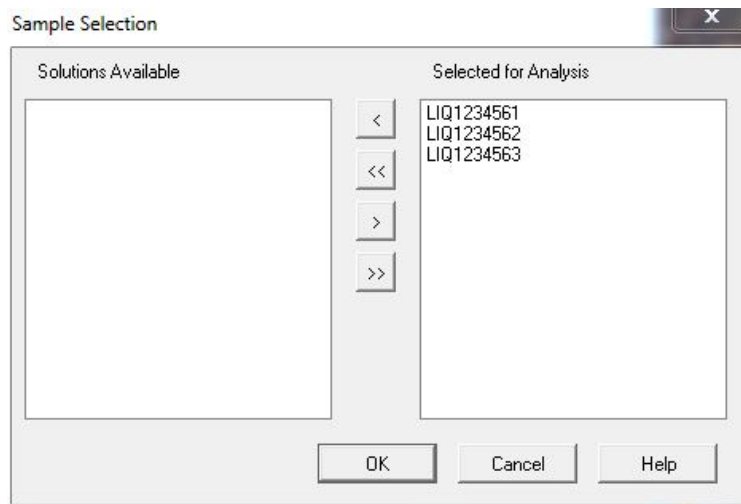 Sample Selection
X
Solutions Available
Selected for Analysis
<
<<
>
>>
LIQ1234561
LIQ1234562
LIQ1234563
OK
Cancel
Help